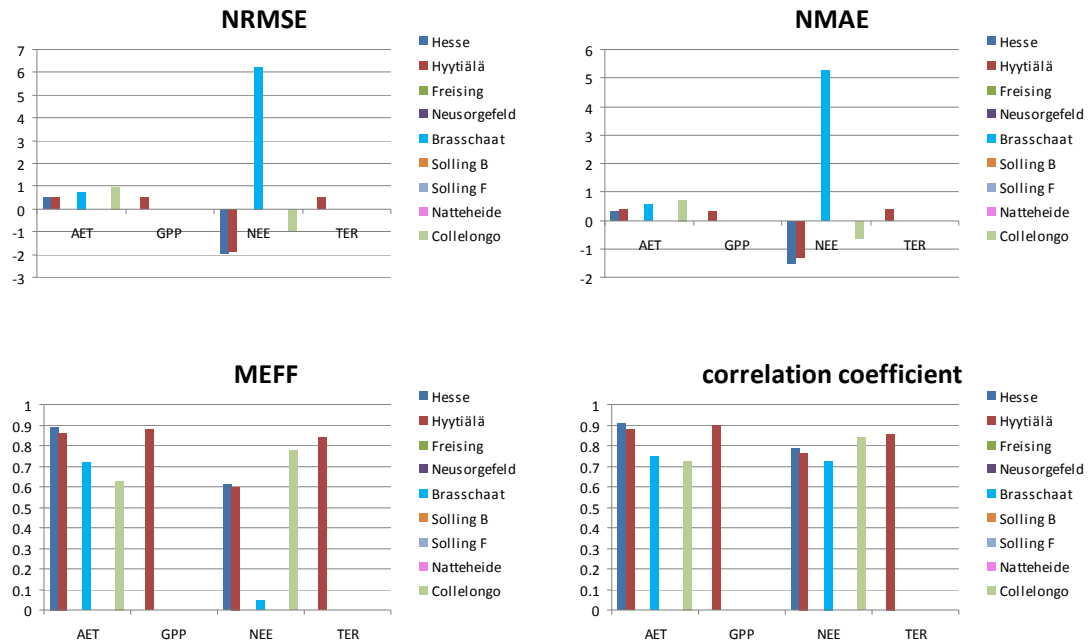 NRMSE
7
6
5
4
3
2
1
0
-1
-2
-3
AET GPP NEE TER
Hesse
Hyytiälä
Freising
Neusorgefeld
Brasschaat
Solling B
Solling F
Natteheide
Collelongo
NMAE
6
5
4
3
2
1
0
-1
-2
AET GPP NEE TER
Hesse
Hyytiälä
Freising
Neusorgefeld
Brasschaat
Solling B
Solling F
Natteheide
Collelongo
MEFF
1
0.9
0.8
0.7
0.6
0.5
0.4
0.3
0.2
0.1
0
AET GPP NEE TER
Hesse
Hyytiälä
Freising
Neusorgefeld
Brasschaat
Solling B
Solling F
Natteheide
Collelongo
correlation coefficient
1
0.9
0.8
0.7
0.6
0.5
0.4
0.3
0.2
0.1
0
AET GPP NEE TER
Hesse
Hyytiälä
Freising
Neusorgefeld
Brasschaat
Solling B
Solling F
Natteheide
Collelongo